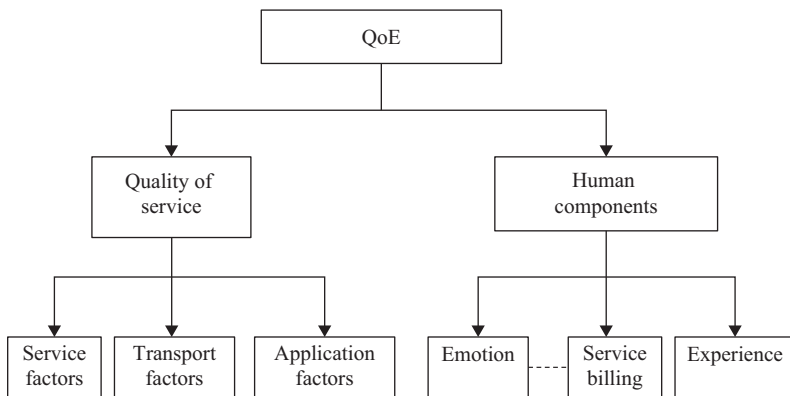 QoE
Quality of
service
Human
components
Service
factors
Transport
factors
Application
factors
Emotion
Service
billing
Experience